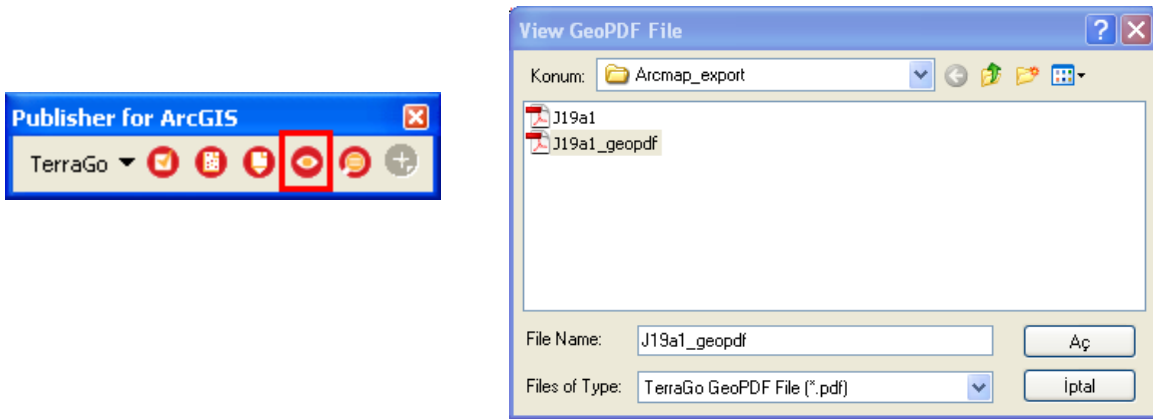 Publisher for ArcGIS
TerraGo
View GeoPDF File
Konum: Arcmap_export
J19a1
J19a1_geopdf
File Name: J19a1_geopdf Aç
Files of Type: TerraGo GeoPDF File (*.pdf) İptal